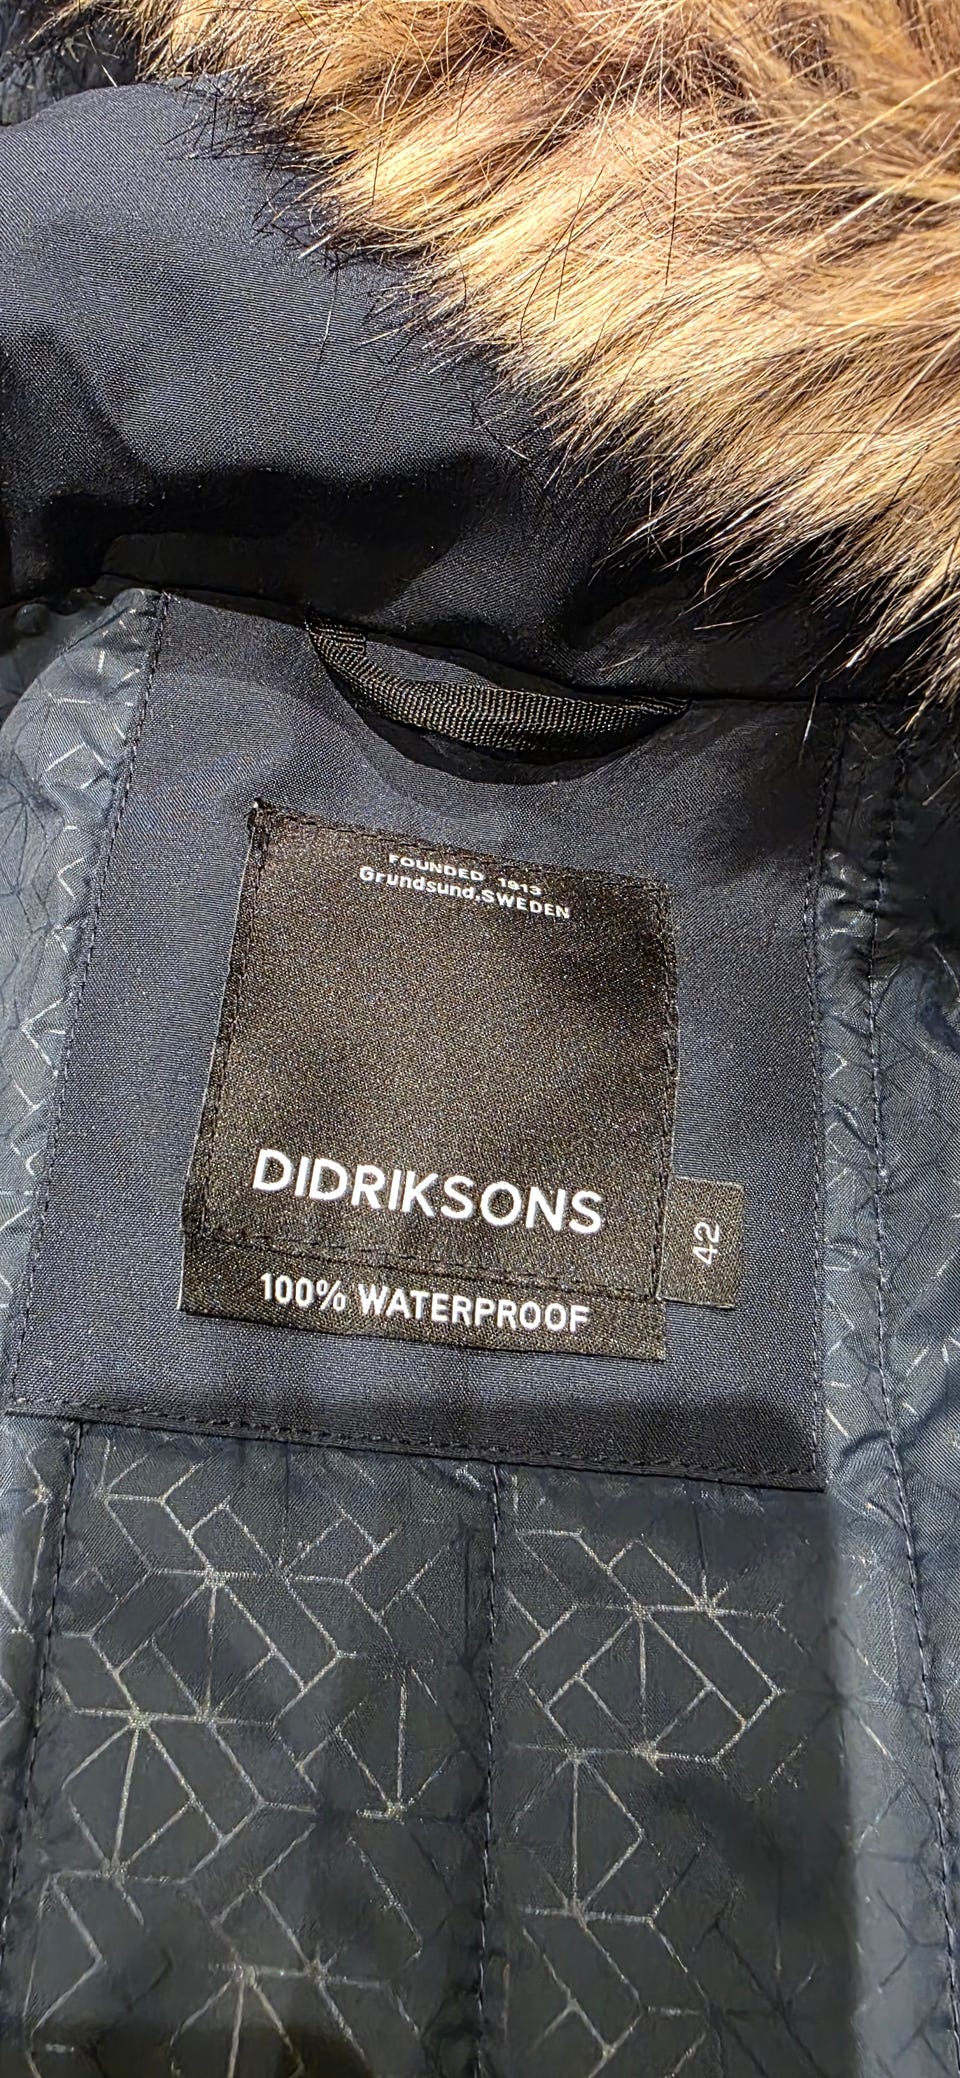 FOUNDED 1913
Grundsund.SWEDEN
DIDRIKSONS
42
100% WATERPROOF